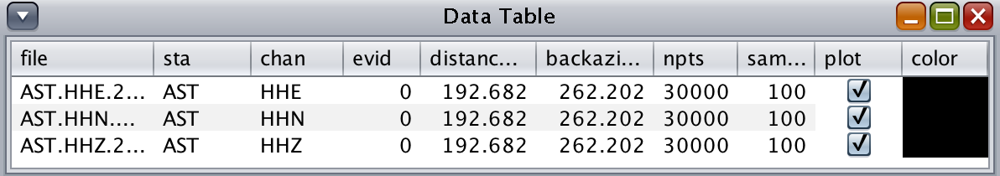 Data Table
file sta chan evid distanc... backazi... npts sam... plot color
AST.HHE.2... AST HHE 0 192.682 262.202 30000 100
AST.HHN.... AST HHN 0 192.682 262.202 30000 100
AST.HHZ.2... AST HHZ 0 192.682 262.202 30000 100